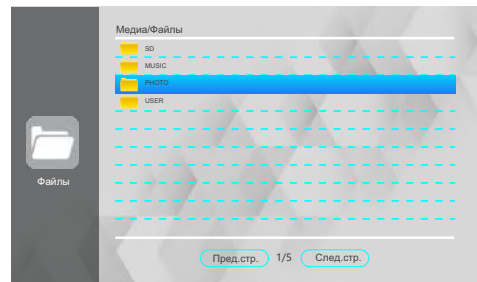 Медиа/Файлы
SD
MUSIC
PHOTO
USER
Файлы
Пред.стр. 1/5 След.стр.